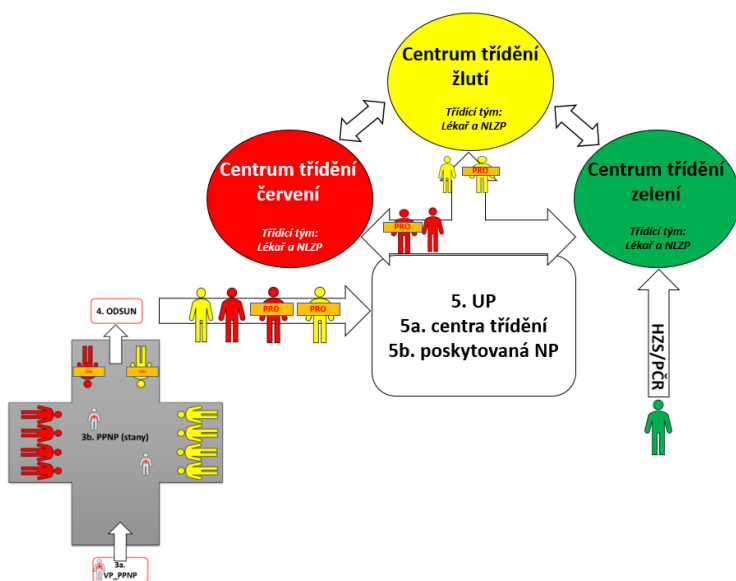 Centrum třídění
žlutí
Třídící tým:
Lékař a NLZP
Centrum třídění
červení
Třídící tým:
Lékař a NLZP
Centrum třídění
zelení
Třídící tým:
Lékař a NLZP
PRO
PRO
4. ODSUN
PRO
PRO
5. UP
5a. centra třídění
5b. poskytovaná NP
HZS/PČR
3b. PPNP (stany)
3a.
VP_PPNP